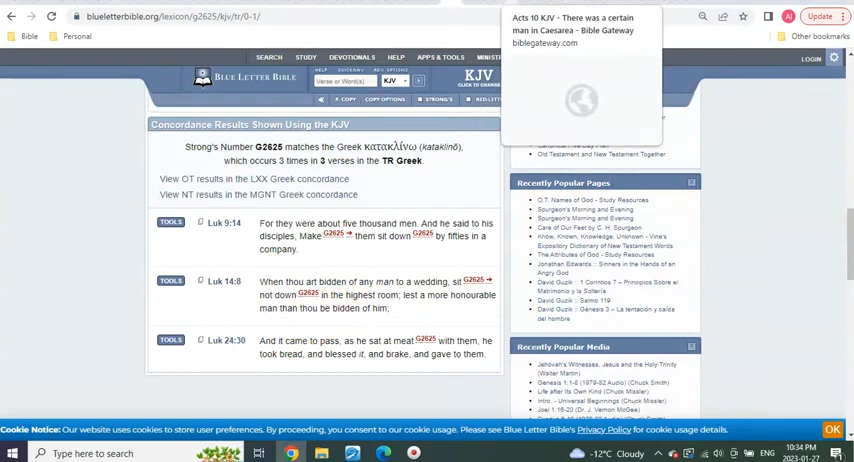 blueletterbible.org/lexicon/g2625/kjv/tr/0-1/
Update
Bible
Personal
Other bookmarks
Acts 10 KJV - There was a certain
man in Caesarea - Bible Gateway
biblegateway.com
SEARCH STUDY DEVOTIONALS HELP APPS & TOOLS MINIST
LOGIN
BLUE LETTER BIBLE
HELP QUICKNAV ADV OPTIONS
Verse or Word(s)
KJV
KJV
CLICK TO CHANGE
COPY COPY OPTIONS STRONG'S RED-LETT
Concordance Results Shown Using the KJV
Strong's Number G2625 matches the Greek κατακλίνω (kataklinō),
which occurs 3 times in 3 verses in the TR Greek.
View OT results in the LXX Greek concordance
View NT results in the MGNT Greek concordance
TOOLS
Luk 9:14
For they were about five thousand men. And he said to his
disciples, Make G2625 → them sit down G2625 by fifties in a
company.
TOOLS
Luk 14:8
When thou art bidden of any man to a wedding, sit G2625 →
not down G2625 in the highest room; lest a more honourable
man than thou be bidden of him;
TOOLS
Luk 24:30
And it came to pass, as he sat at meat G2625 with them, he
took bread, and blessed it, and brake, and gave to them.
Old Testament and New Testament Together
Recently Popular Pages
O.T. Names of God - Study Resources
Spurgeon's Morning and Evening
Spurgeon's Morning and Evening
Care of Our Feet by C. H. Spurgeon
Know, Known, Knowledge, Unknown - Vine's
Expository Dictionary of New Testament Words
The Attributes of God - Study Resources
Jonathan Edwards :: Sinners in the Hands of an
Angry God
David Guzik :: 1 Corintios 7 – Principios Sobre el
Matrimonio y la Soltería
David Guzik :: Salmo 119
David Guzik :: Génesis 3 – La tentación y caída
del hombre
Recently Popular Media
Jehovah's Witnesses, Jesus and the Holy Trinity
(Walter Martin)
Genesis 1:1-8 (1979-82 Audio) (Chuck Smith)
Life after Its Own Kind (Chuck Missler)
Intro. - Universal Beginnings (Chuck Missler)
Joel 1:16-20 (Dr. J. Vernon McGee)
Cookie Notice: Our website uses cookies to store user preferences. By proceeding, you consent to our cookie usage. Please see Blue Letter Bible's Privacy Policy for cookie usage details.
OK
Type here to search
-12°C Cloudy
ENG
10:34 PM
2023-01-27